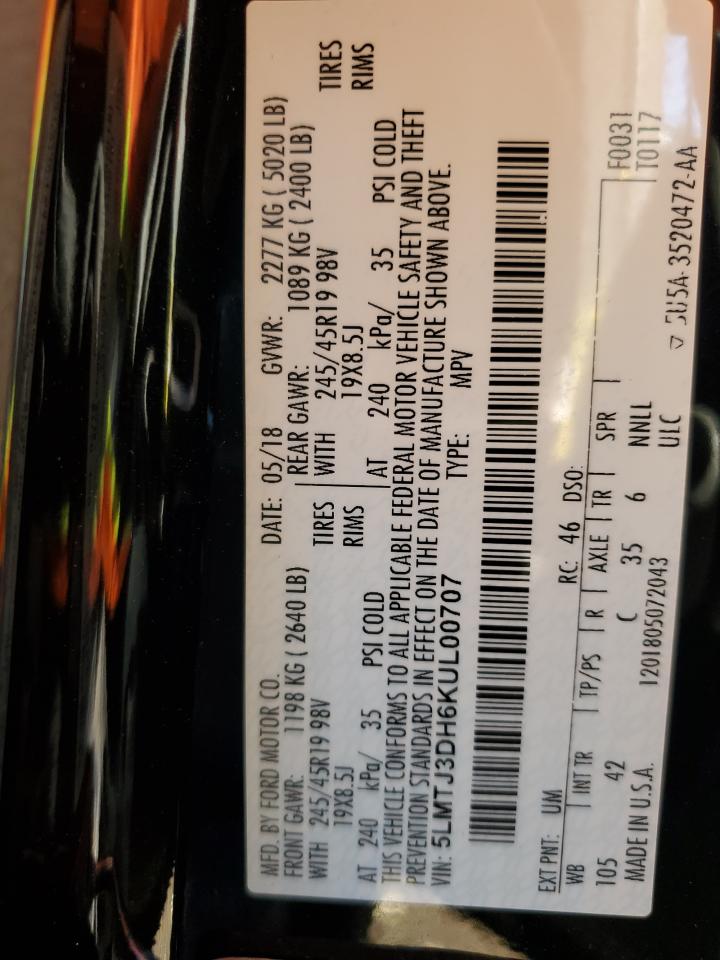 MFD. BY FORD MOTOR CO.
DATE: 05/18 GVWR: 2277 KG ( 5020 LB)
FRONT GAWR: 1198 KG ( 2640 LB)
REAR GAWR: 1089 KG ( 2400 LB)
WITH 245/45R19 98V TIRES
WITH 245/45R19 98V TIRES
19X8.5J RIMS
19X8.5J RIMS
AT 240 kPa/ 35 PSI COLD
AT 240 kPa/ 35 PSI COLD
THIS VEHICLE CONFORMS TO ALL APPLICABLE FEDERAL MOTOR VEHICLE SAFETY AND THEFT
PREVENTION STANDARDS IN EFFECT ON THE DATE OF MANUFACTURE SHOWN ABOVE.
VIN: 5LMTJ3DH6KUL00707 TYPE: MPV
EXT PNT: UM RC: 46 DSO: F0031
WB INT TR TP/PS R AXLE TR SPR T0117
105 42 C 35 6 NNLL
MADE IN U.S.A. 1201805072043 ULC
▽ 5U5A-3520472-AA